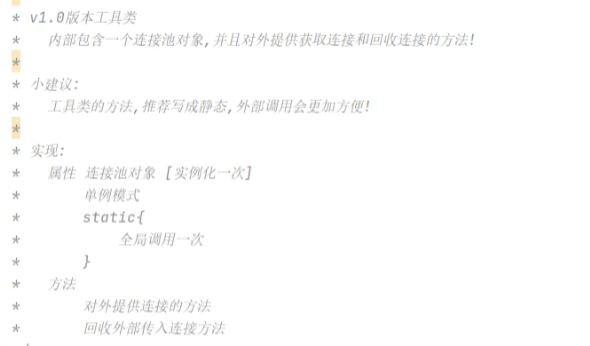 * v1.0版本工具类
* 内部包含一个连接池对象,并且对外提供获取连接和回收连接的方法!
*
* 小建议:
* 工具类的方法,推荐写成静态,外部调用会更加方便!
*
* 实现:
* 属性 连接池对象 [实例化一次]
* 单例模式
* static{
* 全局调用一次
* }
* 方法
* 对外提供连接的方法
* 回收外部传入连接方法